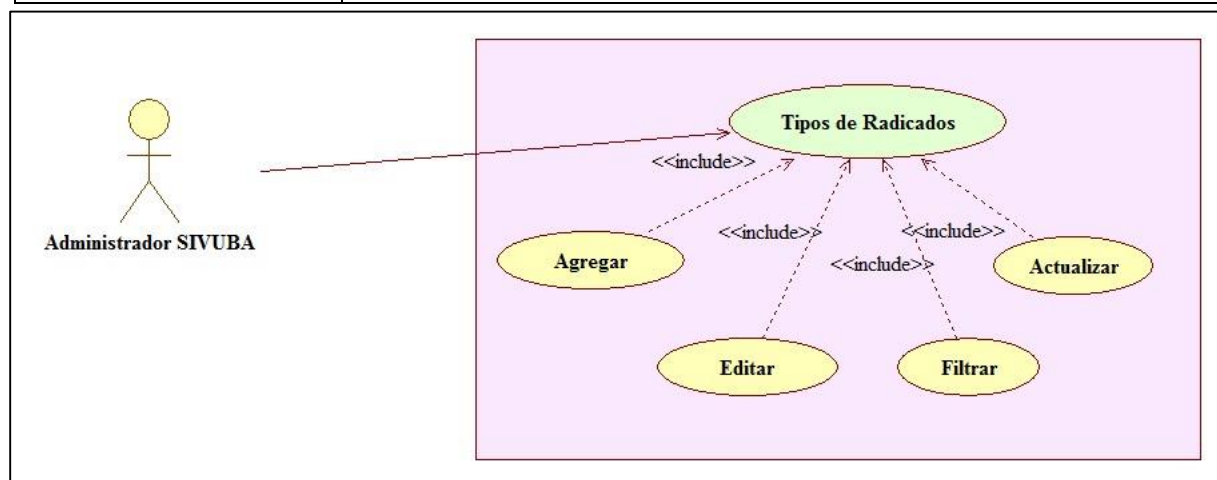 Tipos de Radicados
<<include>>
Administrador SIVUBA
<<include>>
<<include>>
Agregar
<<include>>
Actualizar
Editar
Filtrar